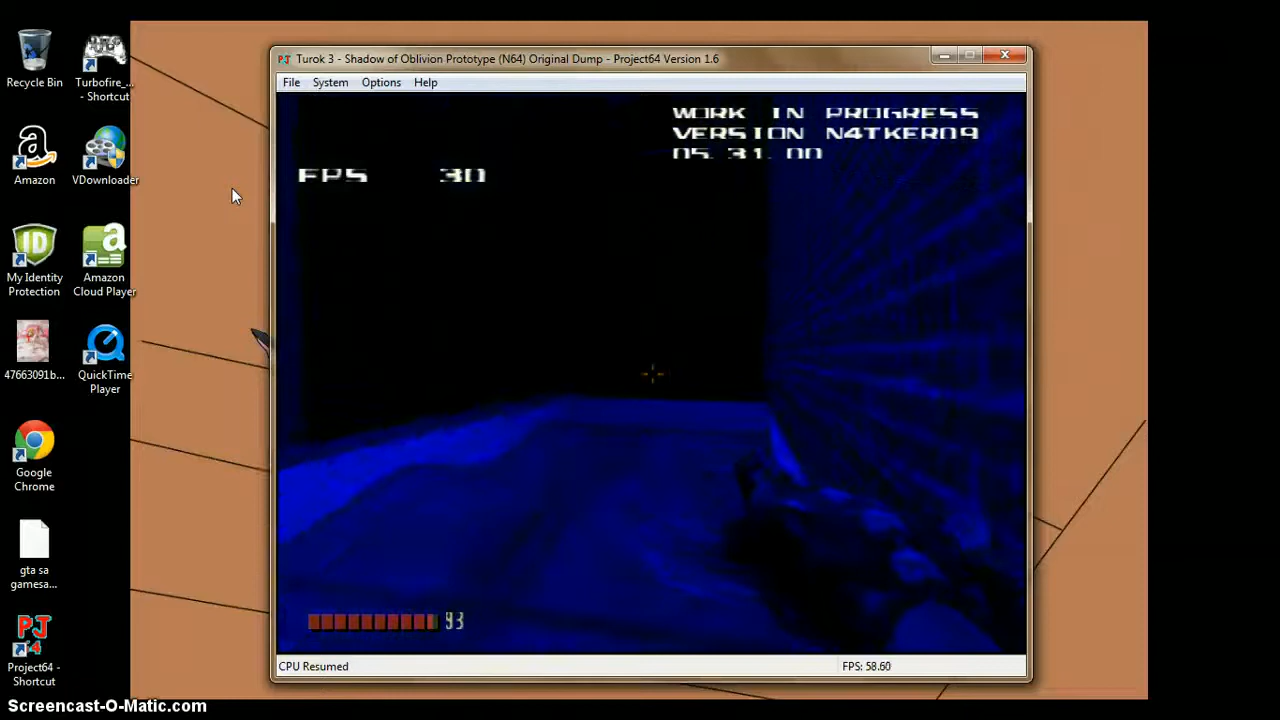 Turok 3 - Shadow of Oblivion Prototype (N64) Original Dump - Project64 Version 1.6
File System Options Help
WORK IN PROGRESS
VERSION N4TKER09
05.31.00
FPS 30
93
CPU Resumed
FPS: 58.60
Recycle Bin
Turbofire_...
- Shortcut
Amazon
VDownloader
My Identity
Protection
Amazon
Cloud Player
47663091b...
QuickTime
Player
Google
Chrome
gta sa
gamesa...
Project64 -
Shortcut
Screencast-O-Matic.com